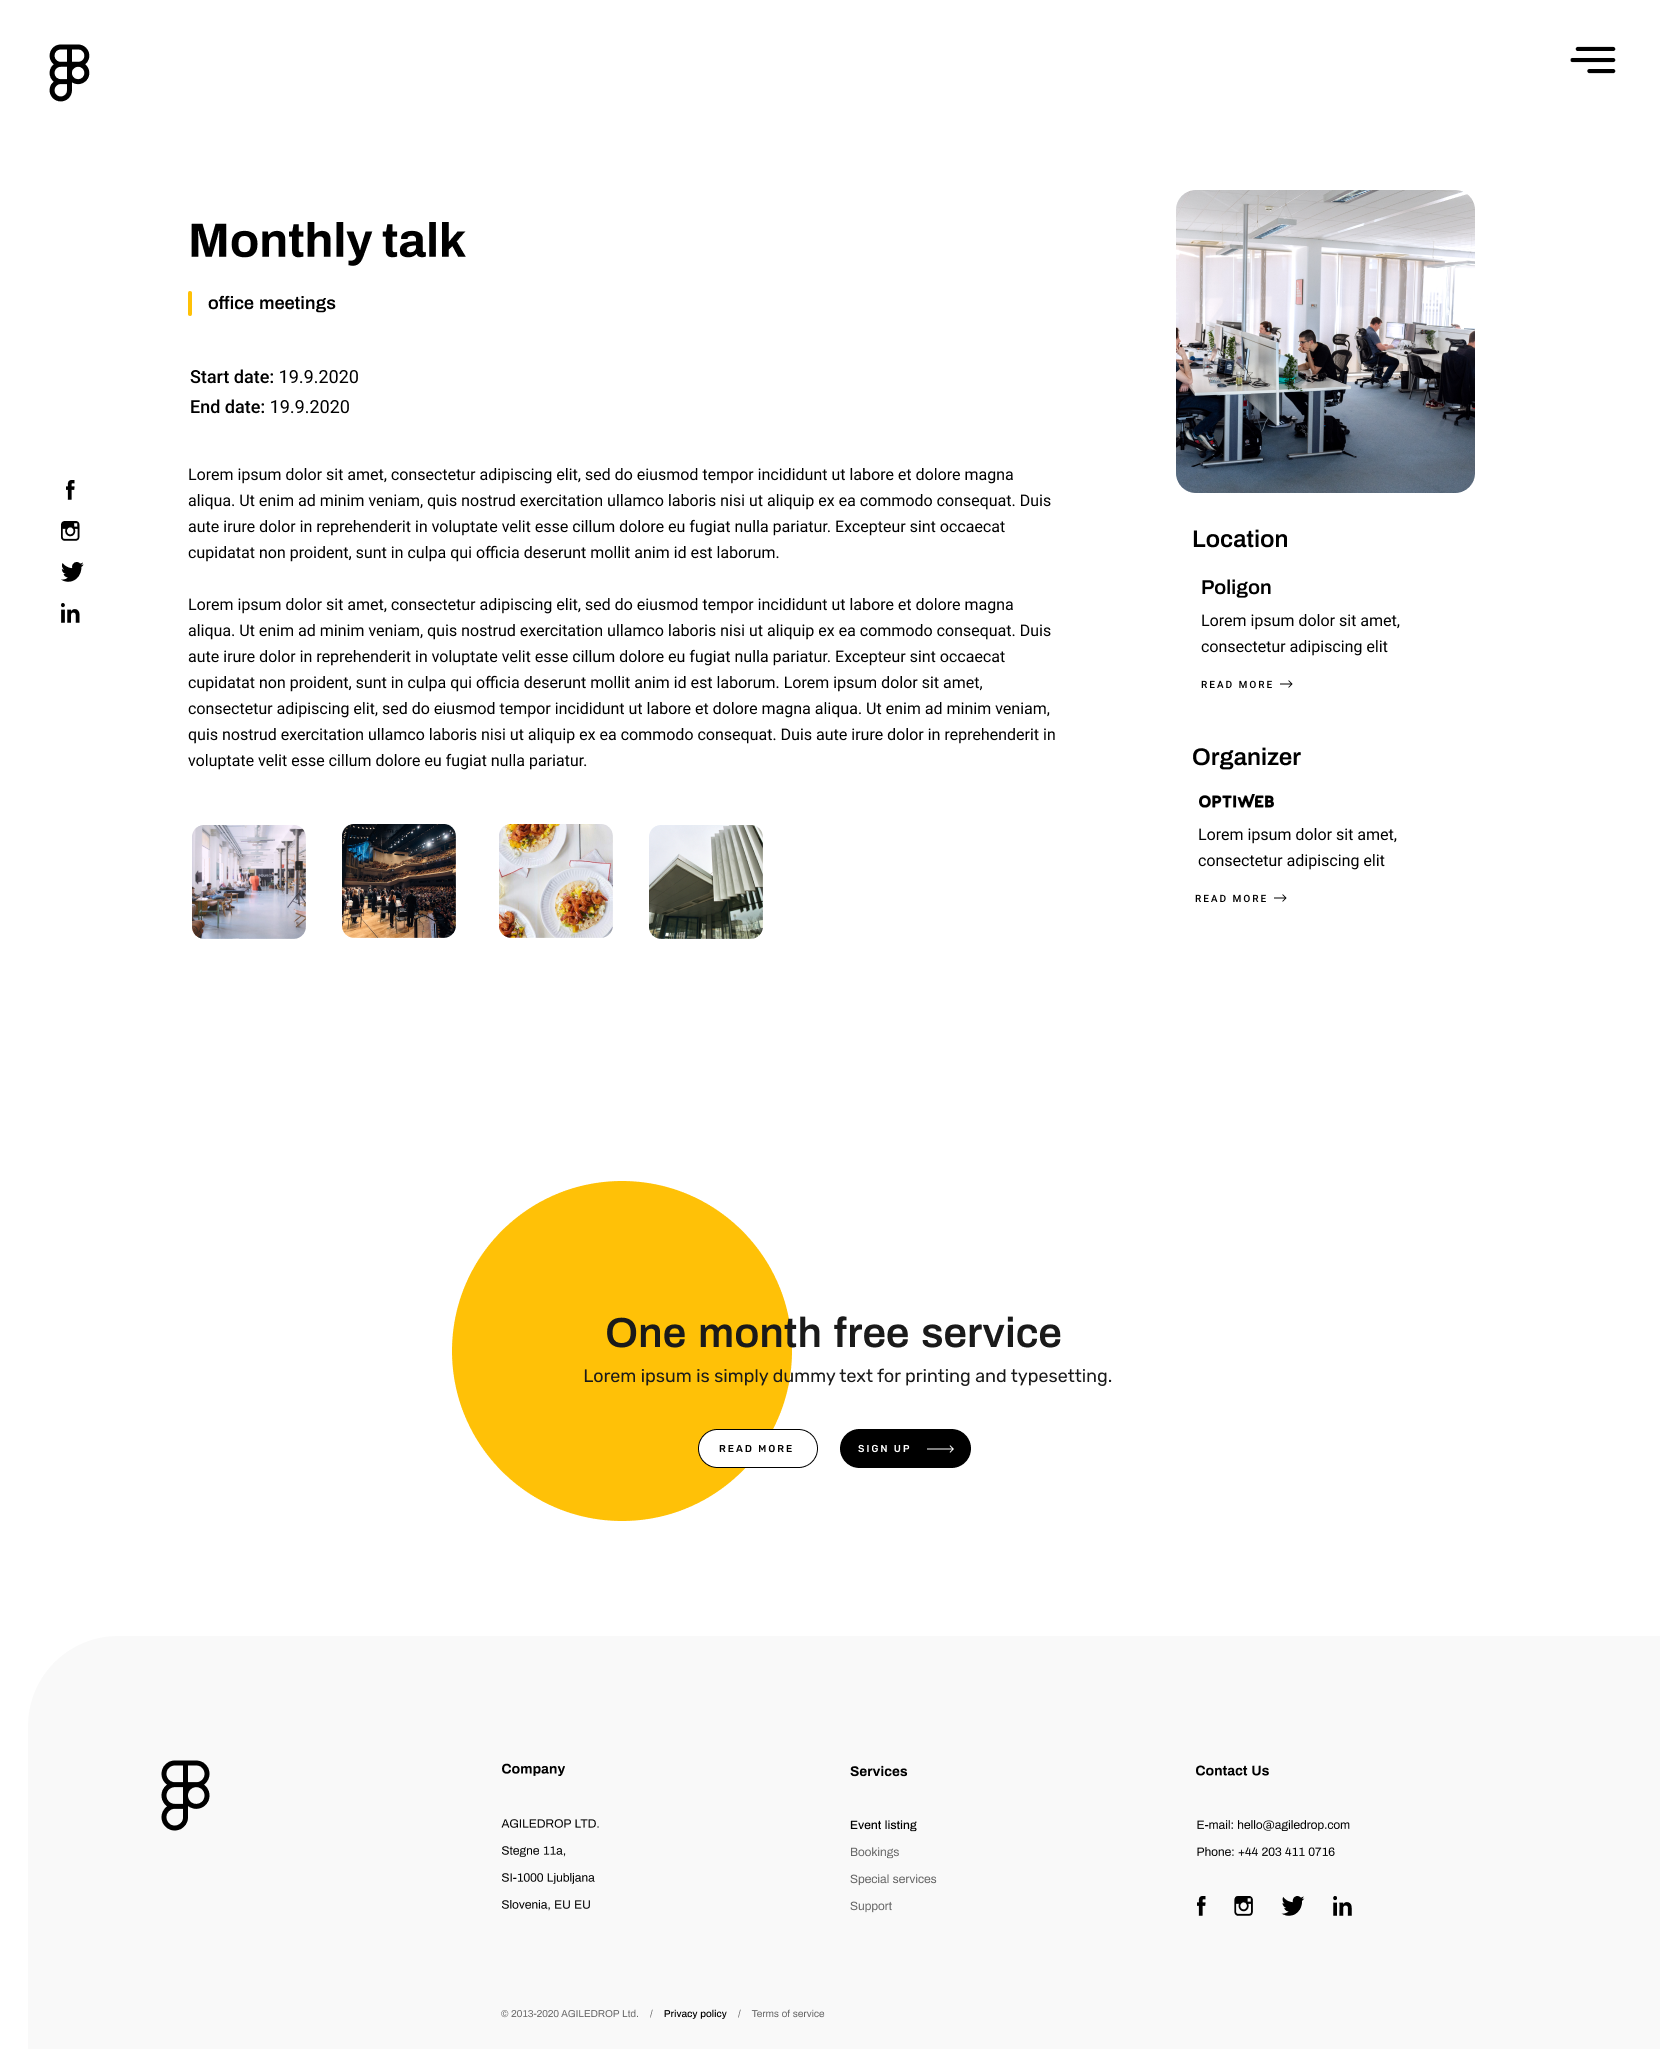 Monthly talk
office meetings
Start date: 19.9.2020
End date: 19.9.2020
Lorem ipsum dolor sit amet, consectetur adipiscing elit, sed do eiusmod tempor incididunt ut labore et dolore magna
aliqua. Ut enim ad minim veniam, quis nostrud exercitation ullamco laboris nisi ut aliquip ex ea commodo consequat. Duis
aute irure dolor in reprehenderit in voluptate velit esse cillum dolore eu fugiat nulla pariatur. Excepteur sint occaecat
cupidatat non proident, sunt in culpa qui officia deserunt mollit anim id est laborum.
Lorem ipsum dolor sit amet, consectetur adipiscing elit, sed do eiusmod tempor incididunt ut labore et dolore magna
aliqua. Ut enim ad minim veniam, quis nostrud exercitation ullamco laboris nisi ut aliquip ex ea commodo consequat. Duis
aute irure dolor in reprehenderit in voluptate velit esse cillum dolore eu fugiat nulla pariatur. Excepteur sint occaecat
cupidatat non proident, sunt in culpa qui officia deserunt mollit anim id est laborum. Lorem ipsum dolor sit amet,
consectetur adipiscing elit, sed do eiusmod tempor incididunt ut labore et dolore magna aliqua. Ut enim ad minim veniam,
quis nostrud exercitation ullamco laboris nisi ut aliquip ex ea commodo consequat. Duis aute irure dolor in reprehenderit in
voluptate velit esse cillum dolore eu fugiat nulla pariatur.
Location
Poligon
Lorem ipsum dolor sit amet,
consectetur adipiscing elit
READ MORE
Organizer
OPTIWEB
Lorem ipsum dolor sit amet,
consectetur adipiscing elit
READ MORE
One month free service
Lorem ipsum is simply dummy text for printing and typesetting.
READ MORE
SIGN UP
Company
AGILEDROP LTD.
Stegne 11a,
SI-1000 Ljubljana
Slovenia, EU EU
Services
Event listing
Bookings
Special services
Support
Contact Us
E-mail: hello@agiledrop.com
Phone: +44 203 411 0716
© 2013-2020 AGILEDROP Ltd. / Privacy policy / Terms of service